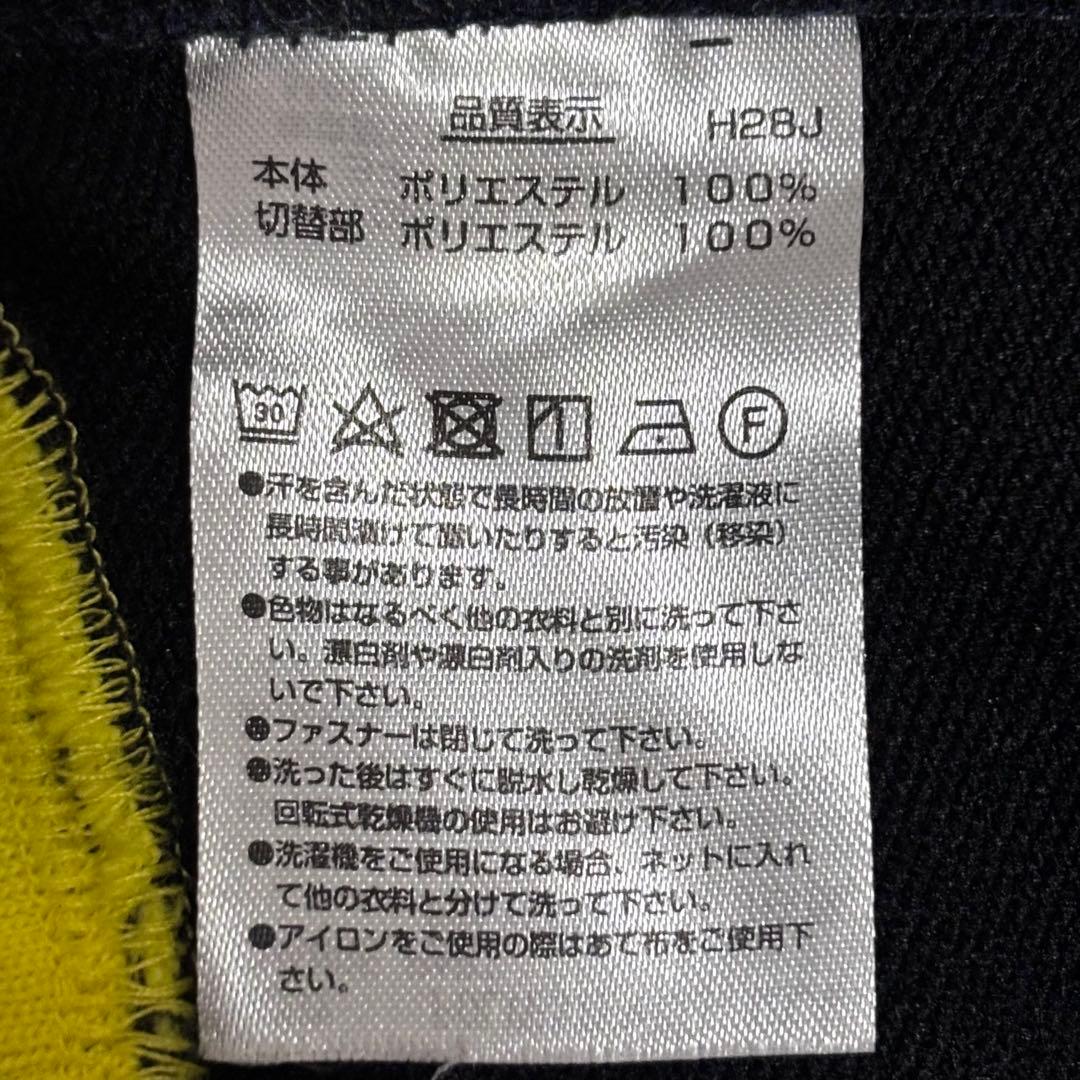 品質表示 H28J
本体 ポリエステル 100%
切替部 ポリエステル 100%
30 F
●汗を含んだ状態で長時間の放置や洗濯液に
長時間漬けて置いたりすると汚染（移染）
する事があります。
●色物はなるべく他の衣料と別に洗って下さ
い。漂白剤や漂白剤入りの洗剤を使用しな
いで下さい。
●ファスナーは閉じて洗って下さい。
●洗った後はすぐに脱水し乾燥して下さい。
回転式乾燥機の使用はお避け下さい。
●洗濯機をご使用になる場合、ネットに入れ
て他の衣料と分けて洗って下さい。
●アイロンをご使用の際はあて布をご使用下
さい。